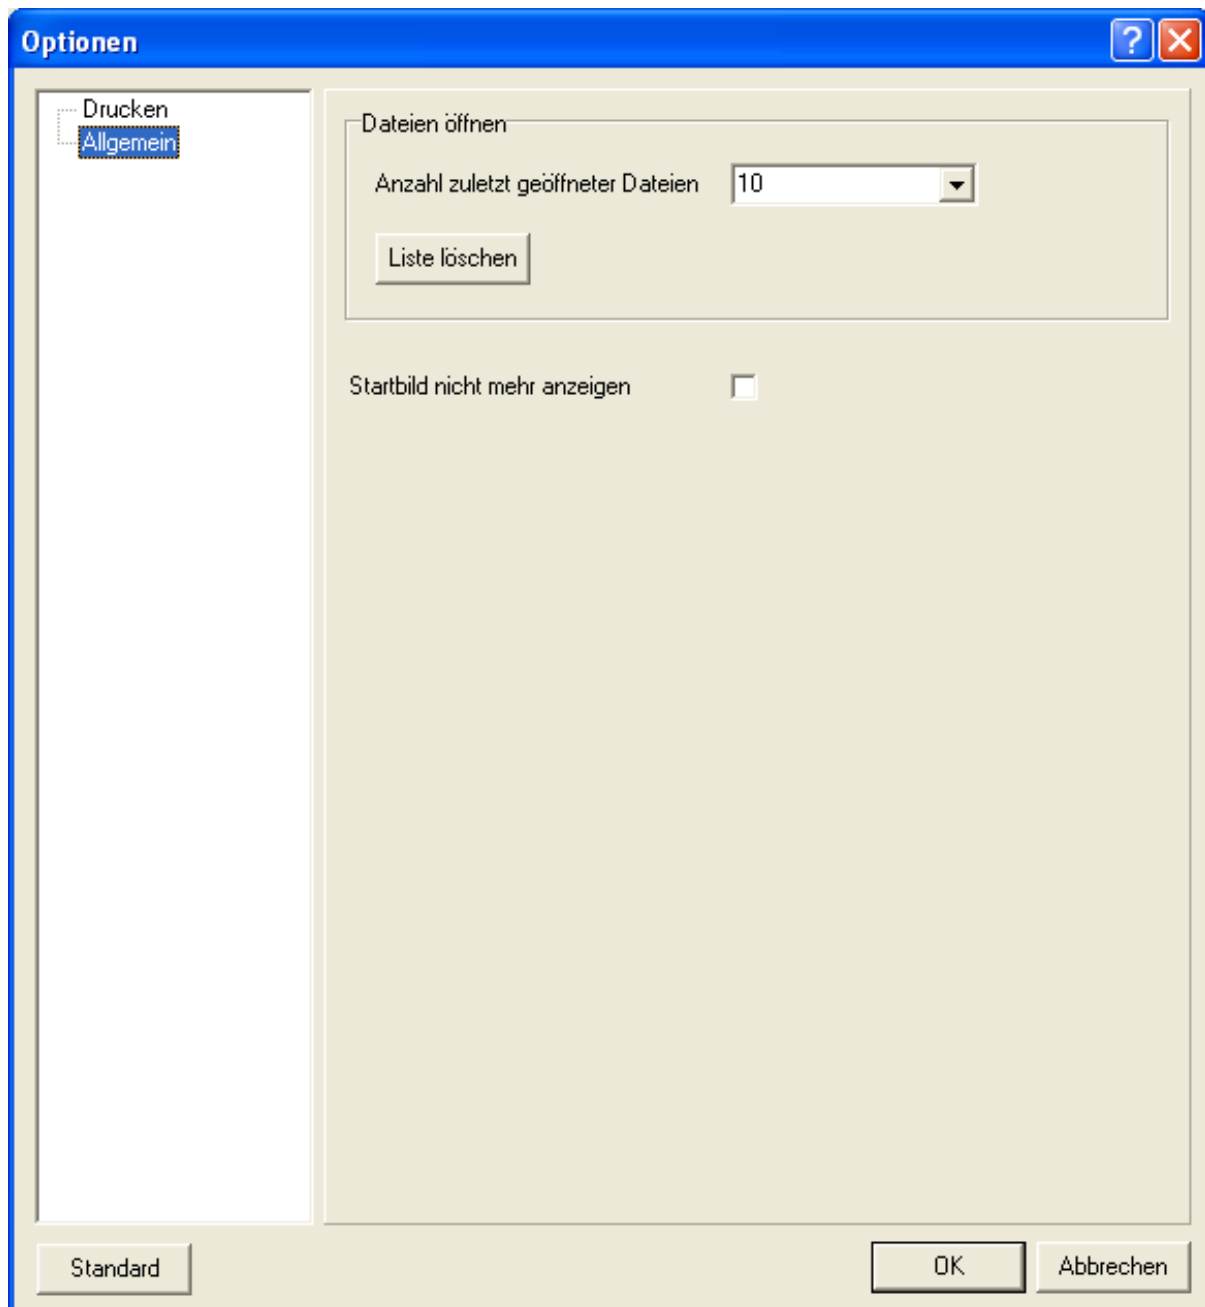 Optionen
Drucken
Allgemein
Dateien öffnen
Anzahl zuletzt geöffneter Dateien 10
Liste löschen
Startbild nicht mehr anzeigen
Standard OK Abbrechen